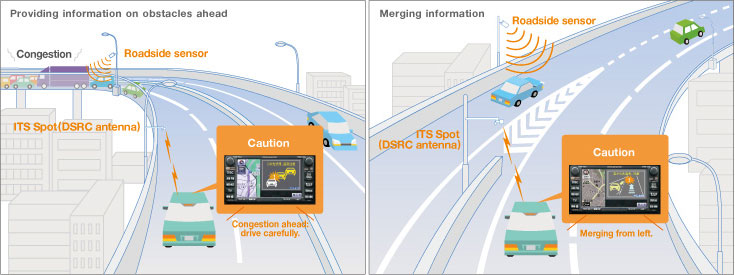 Providing information on obstacles ahead
Congestion
Roadside sensor
ITS Spot(DSRC antenna)
Caution
Congestion ahead:
drive carefully.
Merging information
Roadside sensor
ITS Spot
(DSRC antenna)
Caution
Merging from left.